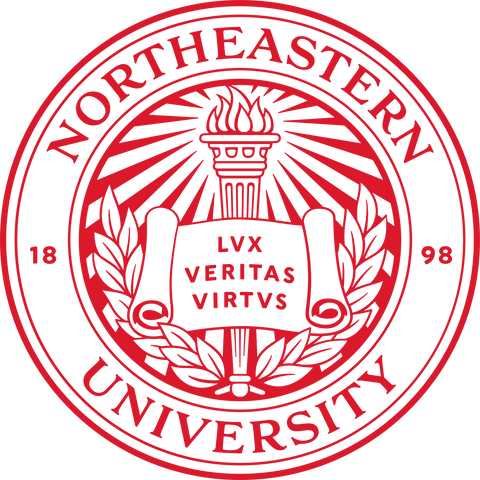 NORTHEASTERN
18 98
LVX
VERITAS
VIRTVS
UNIVERSITY